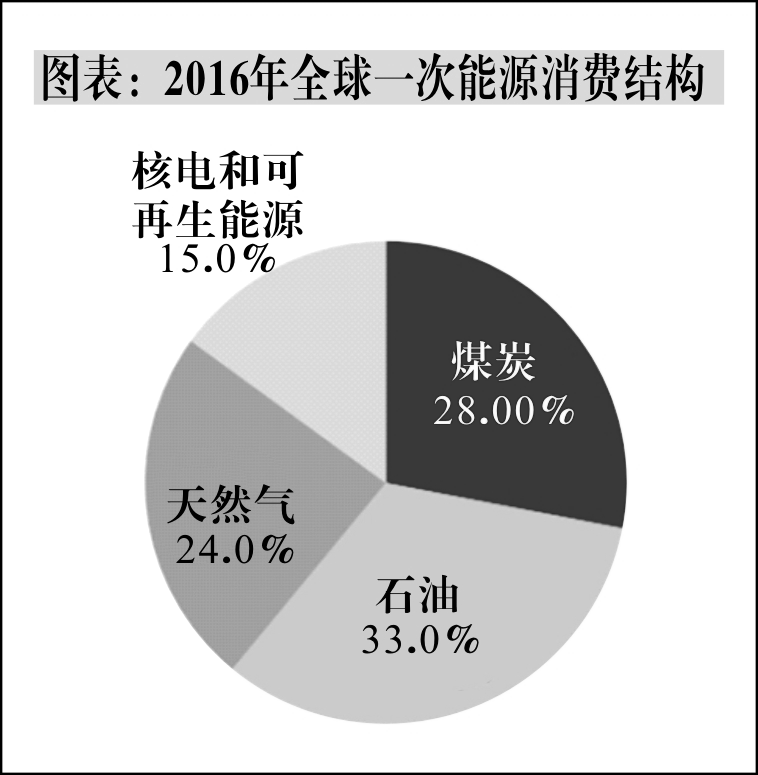 图表：2016年全球一次能源消费结构
核电和可
再生能源
15.0%
煤炭
28.00%
天然气
24.0%
石油
33.0%